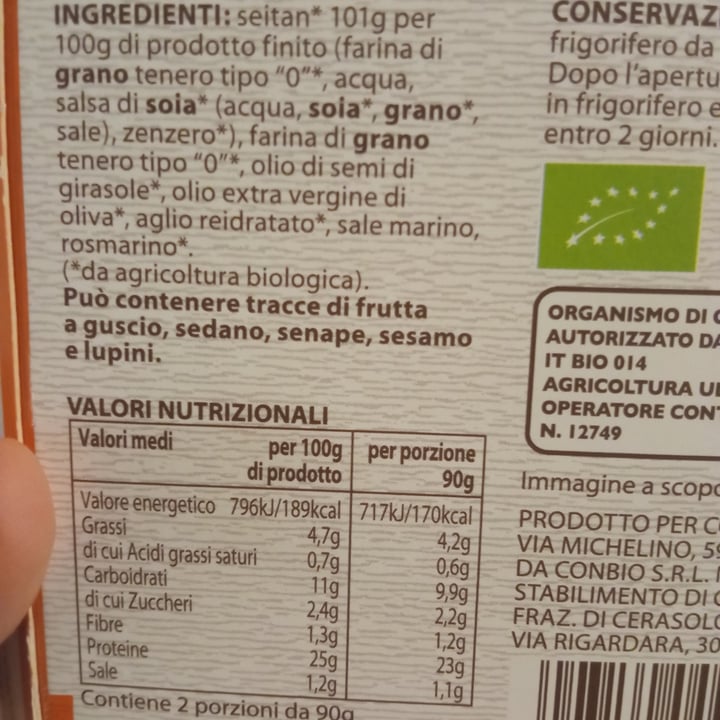 INGREDIENTI: seitan* 101g per
100g di prodotto finito (farina di
grano tenero tipo "0"*, acqua,
salsa di soia* (acqua, soia*, grano*,
sale), zenzero*), farina di grano
tenero tipo "0"*, olio di semi di
girasole*, olio extra vergine di
oliva*, aglio reidratato*, sale marino,
rosmarino*.
(*da agricoltura biologica).
Può contenere tracce di frutta
a guscio, sedano, senape, sesamo
e lupini.
VALORI NUTRIZIONALI
Valori medi per 100g di prodotto per porzione 90g
Valore energetico 796kJ/189kcal 717kJ/170kcal
Grassi 4,7g 4,2g
di cui Acidi grassi saturi 0,7g 0,6g
Carboidrati 11g 9,9g
di cui Zuccheri 2,4g 2,2g
Fibre 1,3g 1,2g
Proteine 25g 23g
Sale 1,2g 1,1g
Contiene 2 porzioni da 90g
CONSERVAZ
frigorifero da
Dopo l'apertu
in frigorifero e
entro 2 giorni.
ORGANISMO DI C
AUTORIZZATO DA
IT BIO 014
AGRICOLTURA UE
OPERATORE CONT
N. 12749
Immagine a scopo
PRODOTTO PER C
VIA MICHELINO, 59
DA CONBIO S.R.L.
STABILIMENTO DI C
FRAZ. DI CERASOLO
VIA RIGARDARA, 30